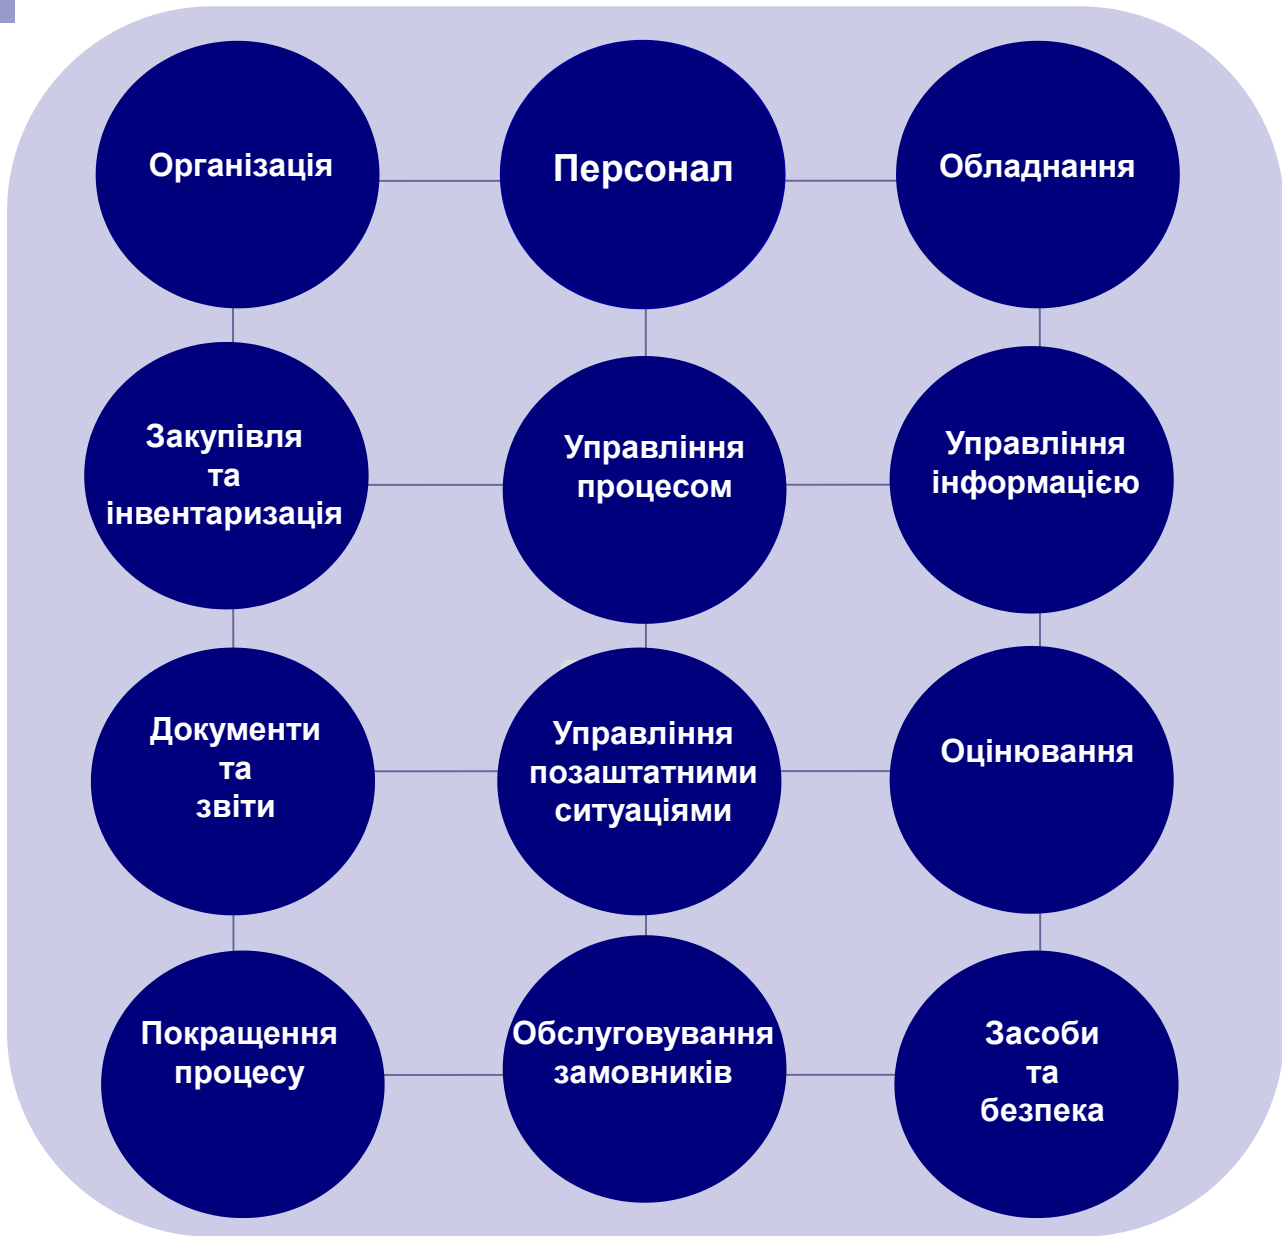 Організація
Персонал
Обладнання
Закупівля
та
інвентаризація
Управління
процесом
Управління
інформацією
Документи
та
звіти
Управління
позаштатними
ситуаціями
Оцінювання
Покращення
процесу
Обслуговування
замовників
Засоби
та
безпека